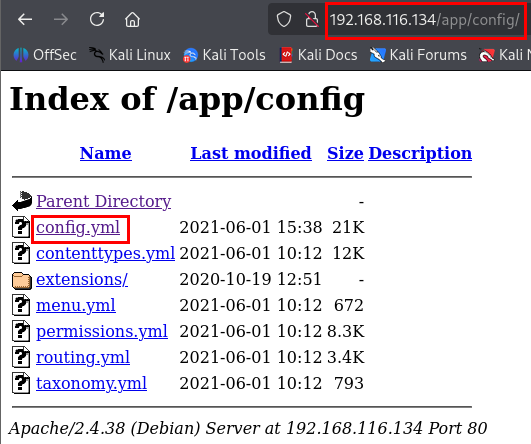 192.168.116.134/app/config/
OffSec Kali Linux Kali Tools Kali Docs Kali Forums Kali N
Index of /app/config
Name Last modified Size Description
Parent Directory -
config.yml 2021-06-01 15:38 21K
contenttypes.yml 2021-06-01 10:12 12K
extensions/ 2020-10-19 12:51 -
menu.yml 2021-06-01 10:12 672
permissions.yml 2021-06-01 10:12 8.3K
routing.yml 2021-06-01 10:12 3.4K
taxonomy.yml 2021-06-01 10:12 793
Apache/2.4.38 (Debian) Server at 192.168.116.134 Port 80